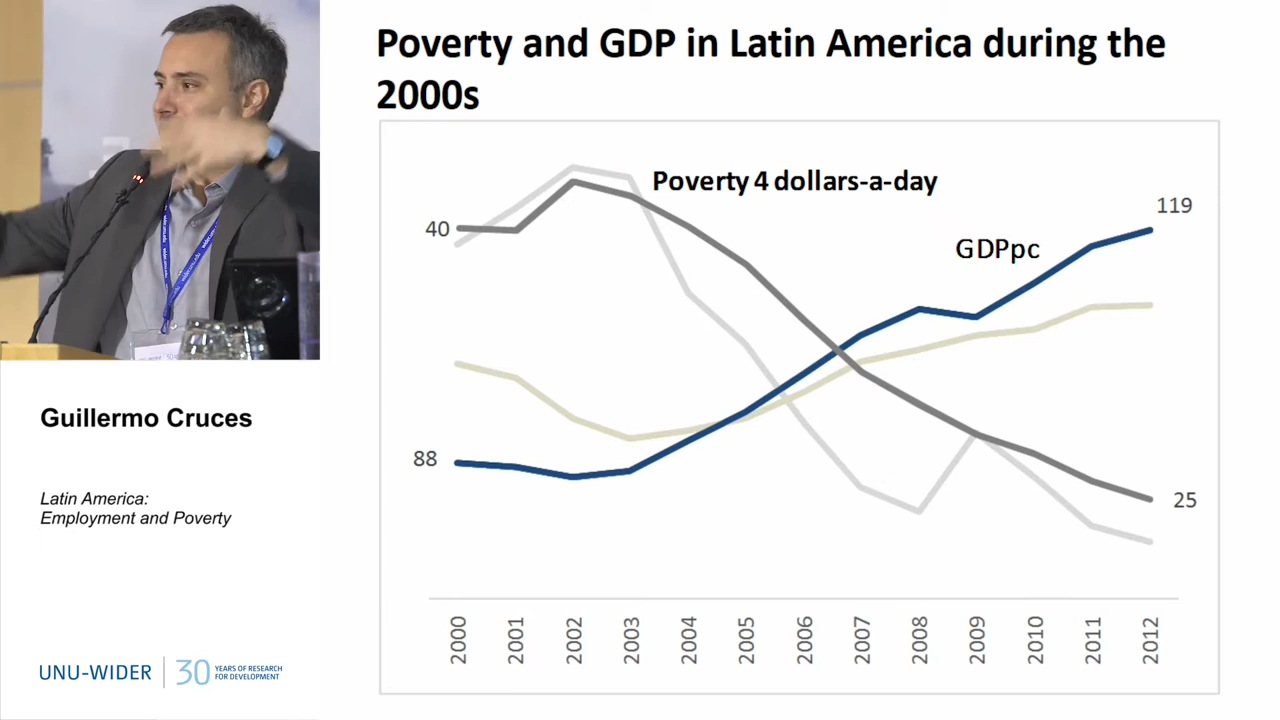 Poverty and GDP in Latin America during the
2000s
Poverty 4 dollars-a-day
119
GDPpc
40
88
25
2000
2001
2002
2003
2004
2005
2006
2007
2008
2009
2010
2011
2012
Guillermo Cruces
Latin America:
Employment and Poverty
UNU-WIDER
30
YEARS OF RESEARCH
FOR DEVELOPMENT